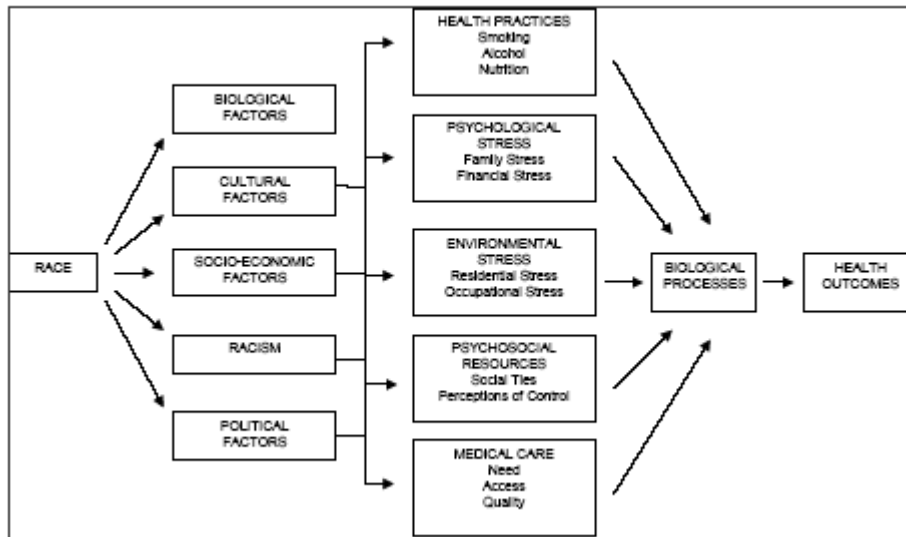 RACE
BIOLOGICAL
FACTORS
CULTURAL
FACTORS
SOCIO-ECONOMIC
FACTORS
RACISM
POLITICAL
FACTORS
HEALTH PRACTICES
Smoking
Alcohol
Nutrition
PSYCHOLOGICAL
STRESS
Family Stress
Financial Stress
ENVIRONMENTAL
STRESS
Residential Stress
Occupational Stress
PSYCHOSOCIAL
RESOURCES
Social Ties
Perceptions of Control
MEDICAL CARE
Need
Access
Quality
BIOLOGICAL
PROCESSES
HEALTH
OUTCOMES